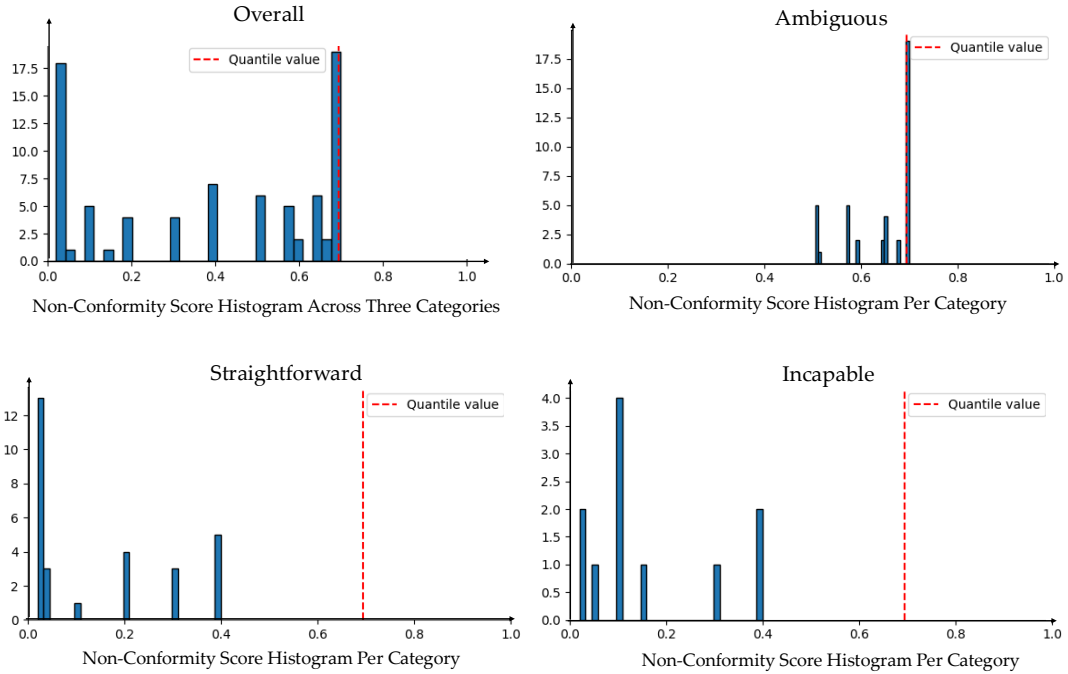 Overall
Quantile value
17.5
15.0
12.5
10.0
7.5
5.0
2.5
0.0
0.0 0.2 0.4 0.6 0.8 1.0
Non-Conformity Score Histogram Across Three Categories
Ambiguous
Quantile value
17.5
15.0
12.5
10.0
7.5
5.0
2.5
0.0
0.0 0.2 0.4 0.6 0.8 1.0
Non-Conformity Score Histogram Per Category
Straightforward
Quantile value
12
10
8
6
4
2
0
0.0 0.2 0.4 0.6 0.8 1.0
Non-Conformity Score Histogram Per Category
Incapable
Quantile value
4.0
3.5
3.0
2.5
2.0
1.5
1.0
0.5
0.0
0.0 0.2 0.4 0.6 0.8 1.0
Non-Conformity Score Histogram Per Category